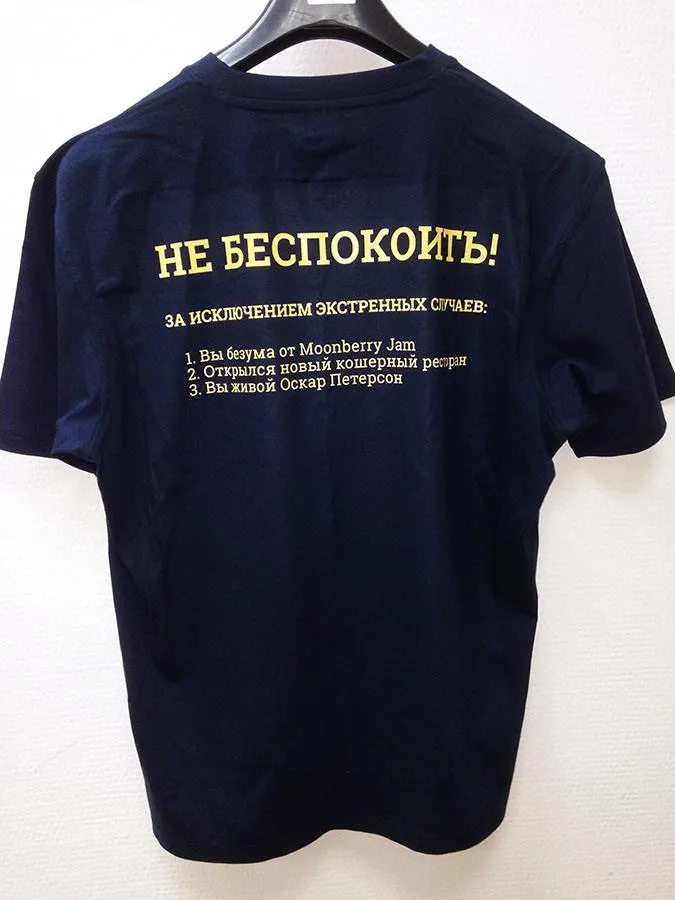 НЕ БЕСПОКОИТЬ!
ЗА ИСКЛЮЧЕНИЕМ ЭКСТРЕННЫХ СЛУЧАЕВ:
1. Вы безума от Moonberry Jam
2. Открылся новый кошерный ресторан
3. Вы живой Оскар Петерсон